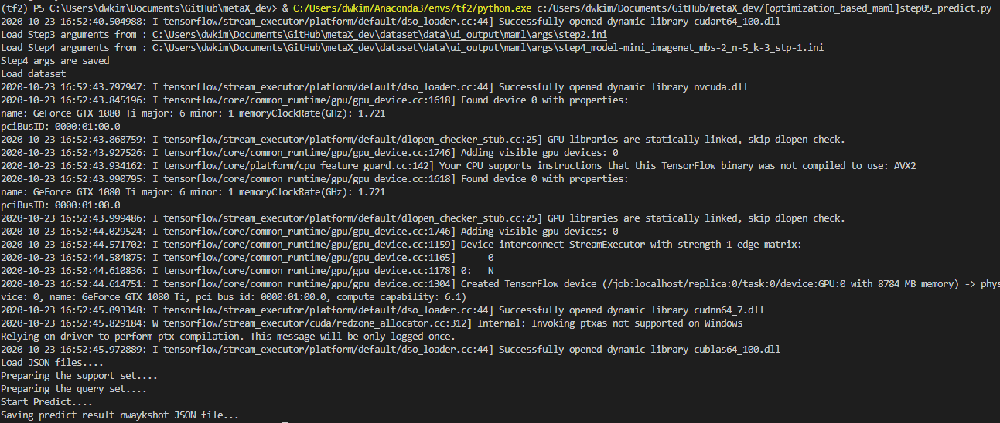 (tf2) PS C:\Users\dwkim\Documents\GitHub\metaX_dev> & C:/Users/dwkim/Anaconda3/envs/tf2/python.exe c:/Users/dwkim/Documents/GitHub/metaX_dev/[optimization_based_maml]step05_predict.py
2020-10-23 16:52:40.504988: I tensorflow/stream_executor/platform/default/dso_loader.cc:44] Successfully opened dynamic library cudart64_100.dll
Load Step3 arguments from : C:\Users\dwkim\Documents\GitHub\metaX_dev\dataset\data\ui_output\maml\args\step2.ini
Load Step4 arguments from : C:\Users\dwkim\Documents\GitHub\metaX_dev\dataset\data\ui_output\maml\args\step4_model-mini_imagenet_mbs-2_n-5_k-3_stp-1.ini
Step4 args are saved
Load dataset
2020-10-23 16:52:43.797947: I tensorflow/stream_executor/platform/default/dso_loader.cc:44] Successfully opened dynamic library nvcuda.dll
2020-10-23 16:52:43.845196: I tensorflow/core/common_runtime/gpu/gpu_device.cc:1618] Found device 0 with properties:
name: GeForce GTX 1080 Ti major: 6 minor: 1 memoryClockRate(GHz): 1.721
pciBusID: 0000:01:00.0
2020-10-23 16:52:43.868759: I tensorflow/stream_executor/platform/default/dlopen_checker_stub.cc:25] GPU libraries are statically linked, skip dlopen check.
2020-10-23 16:52:43.927526: I tensorflow/core/common_runtime/gpu/gpu_device.cc:1746] Adding visible gpu devices: 0
2020-10-23 16:52:43.934162: I tensorflow/core/platform/cpu_feature_guard.cc:142] Your CPU supports instructions that this TensorFlow binary was not compiled to use: AVX2
2020-10-23 16:52:43.990795: I tensorflow/core/common_runtime/gpu/gpu_device.cc:1618] Found device 0 with properties:
name: GeForce GTX 1080 Ti major: 6 minor: 1 memoryClockRate(GHz): 1.721
pciBusID: 0000:01:00.0
2020-10-23 16:52:43.999486: I tensorflow/stream_executor/platform/default/dlopen_checker_stub.cc:25] GPU libraries are statically linked, skip dlopen check.
2020-10-23 16:52:44.029524: I tensorflow/core/common_runtime/gpu/gpu_device.cc:1746] Adding visible gpu devices: 0
2020-10-23 16:52:44.571702: I tensorflow/core/common_runtime/gpu/gpu_device.cc:1159] Device interconnect StreamExecutor with strength 1 edge matrix:
2020-10-23 16:52:44.584875: I tensorflow/core/common_runtime/gpu/gpu_device.cc:1165]      0
2020-10-23 16:52:44.610836: I tensorflow/core/common_runtime/gpu/gpu_device.cc:1178] 0:   N
2020-10-23 16:52:44.614751: I tensorflow/core/common_runtime/gpu/gpu_device.cc:1304] Created TensorFlow device (/job:localhost/replica:0/task:0/device:GPU:0 with 8784 MB memory) -> phys
vice: 0, name: GeForce GTX 1080 Ti, pci bus id: 0000:01:00.0, compute capability: 6.1)
2020-10-23 16:52:45.093348: I tensorflow/stream_executor/platform/default/dso_loader.cc:44] Successfully opened dynamic library cudnn64_7.dll
2020-10-23 16:52:45.829184: W tensorflow/stream_executor/cuda/redzone_allocator.cc:312] Internal: Invoking ptxas not supported on Windows
Relying on driver to perform ptx compilation. This message will be only logged once.
2020-10-23 16:52:45.972889: I tensorflow/stream_executor/platform/default/dso_loader.cc:44] Successfully opened dynamic library cublas64_100.dll
Load JSON files....
Preparing the support set....
Preparing the query set....
Start Predict....
Saving predict result nwaykshot JSON file...